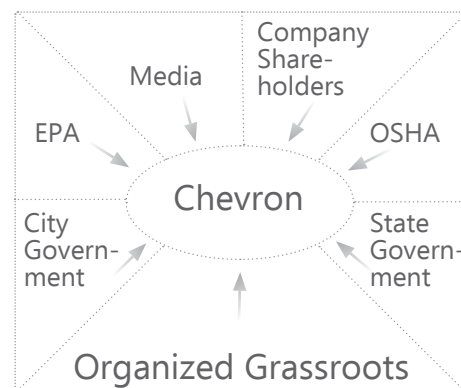 Company
Share-
holders
Media
EPA
OSHA
Chevron
City
Govern-
ment
State
Govern-
ment
Organized Grassroots